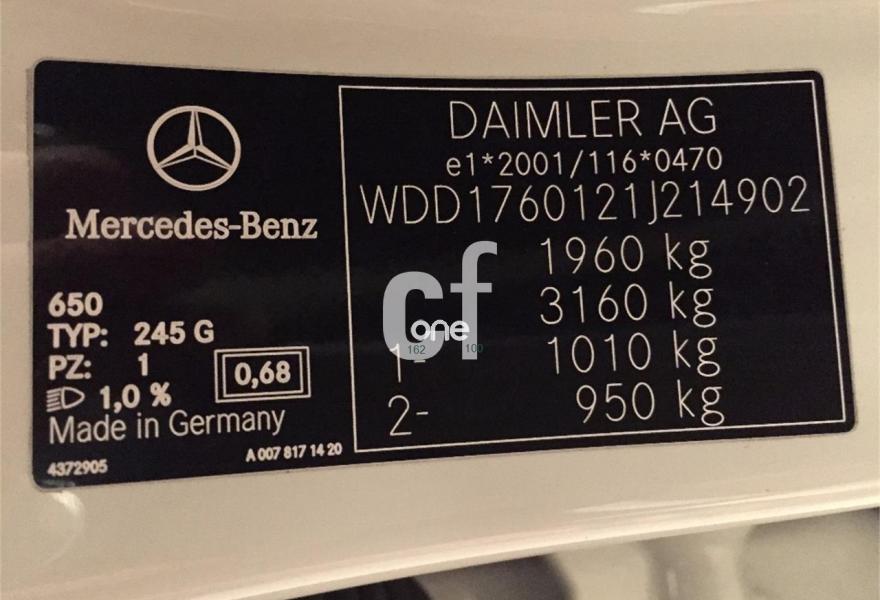 Mercedes-Benz
650
TYP: 245 G
PZ: 1
0,68
1,0 %
Made in Germany
4372905
A 007 817 14 20
DAIMLER AG
e1*2001/116*0470
WDD1760121J214902
1960 kg
3160 kg
1- 1010 kg
2- 950 kg
cf
one
162 100